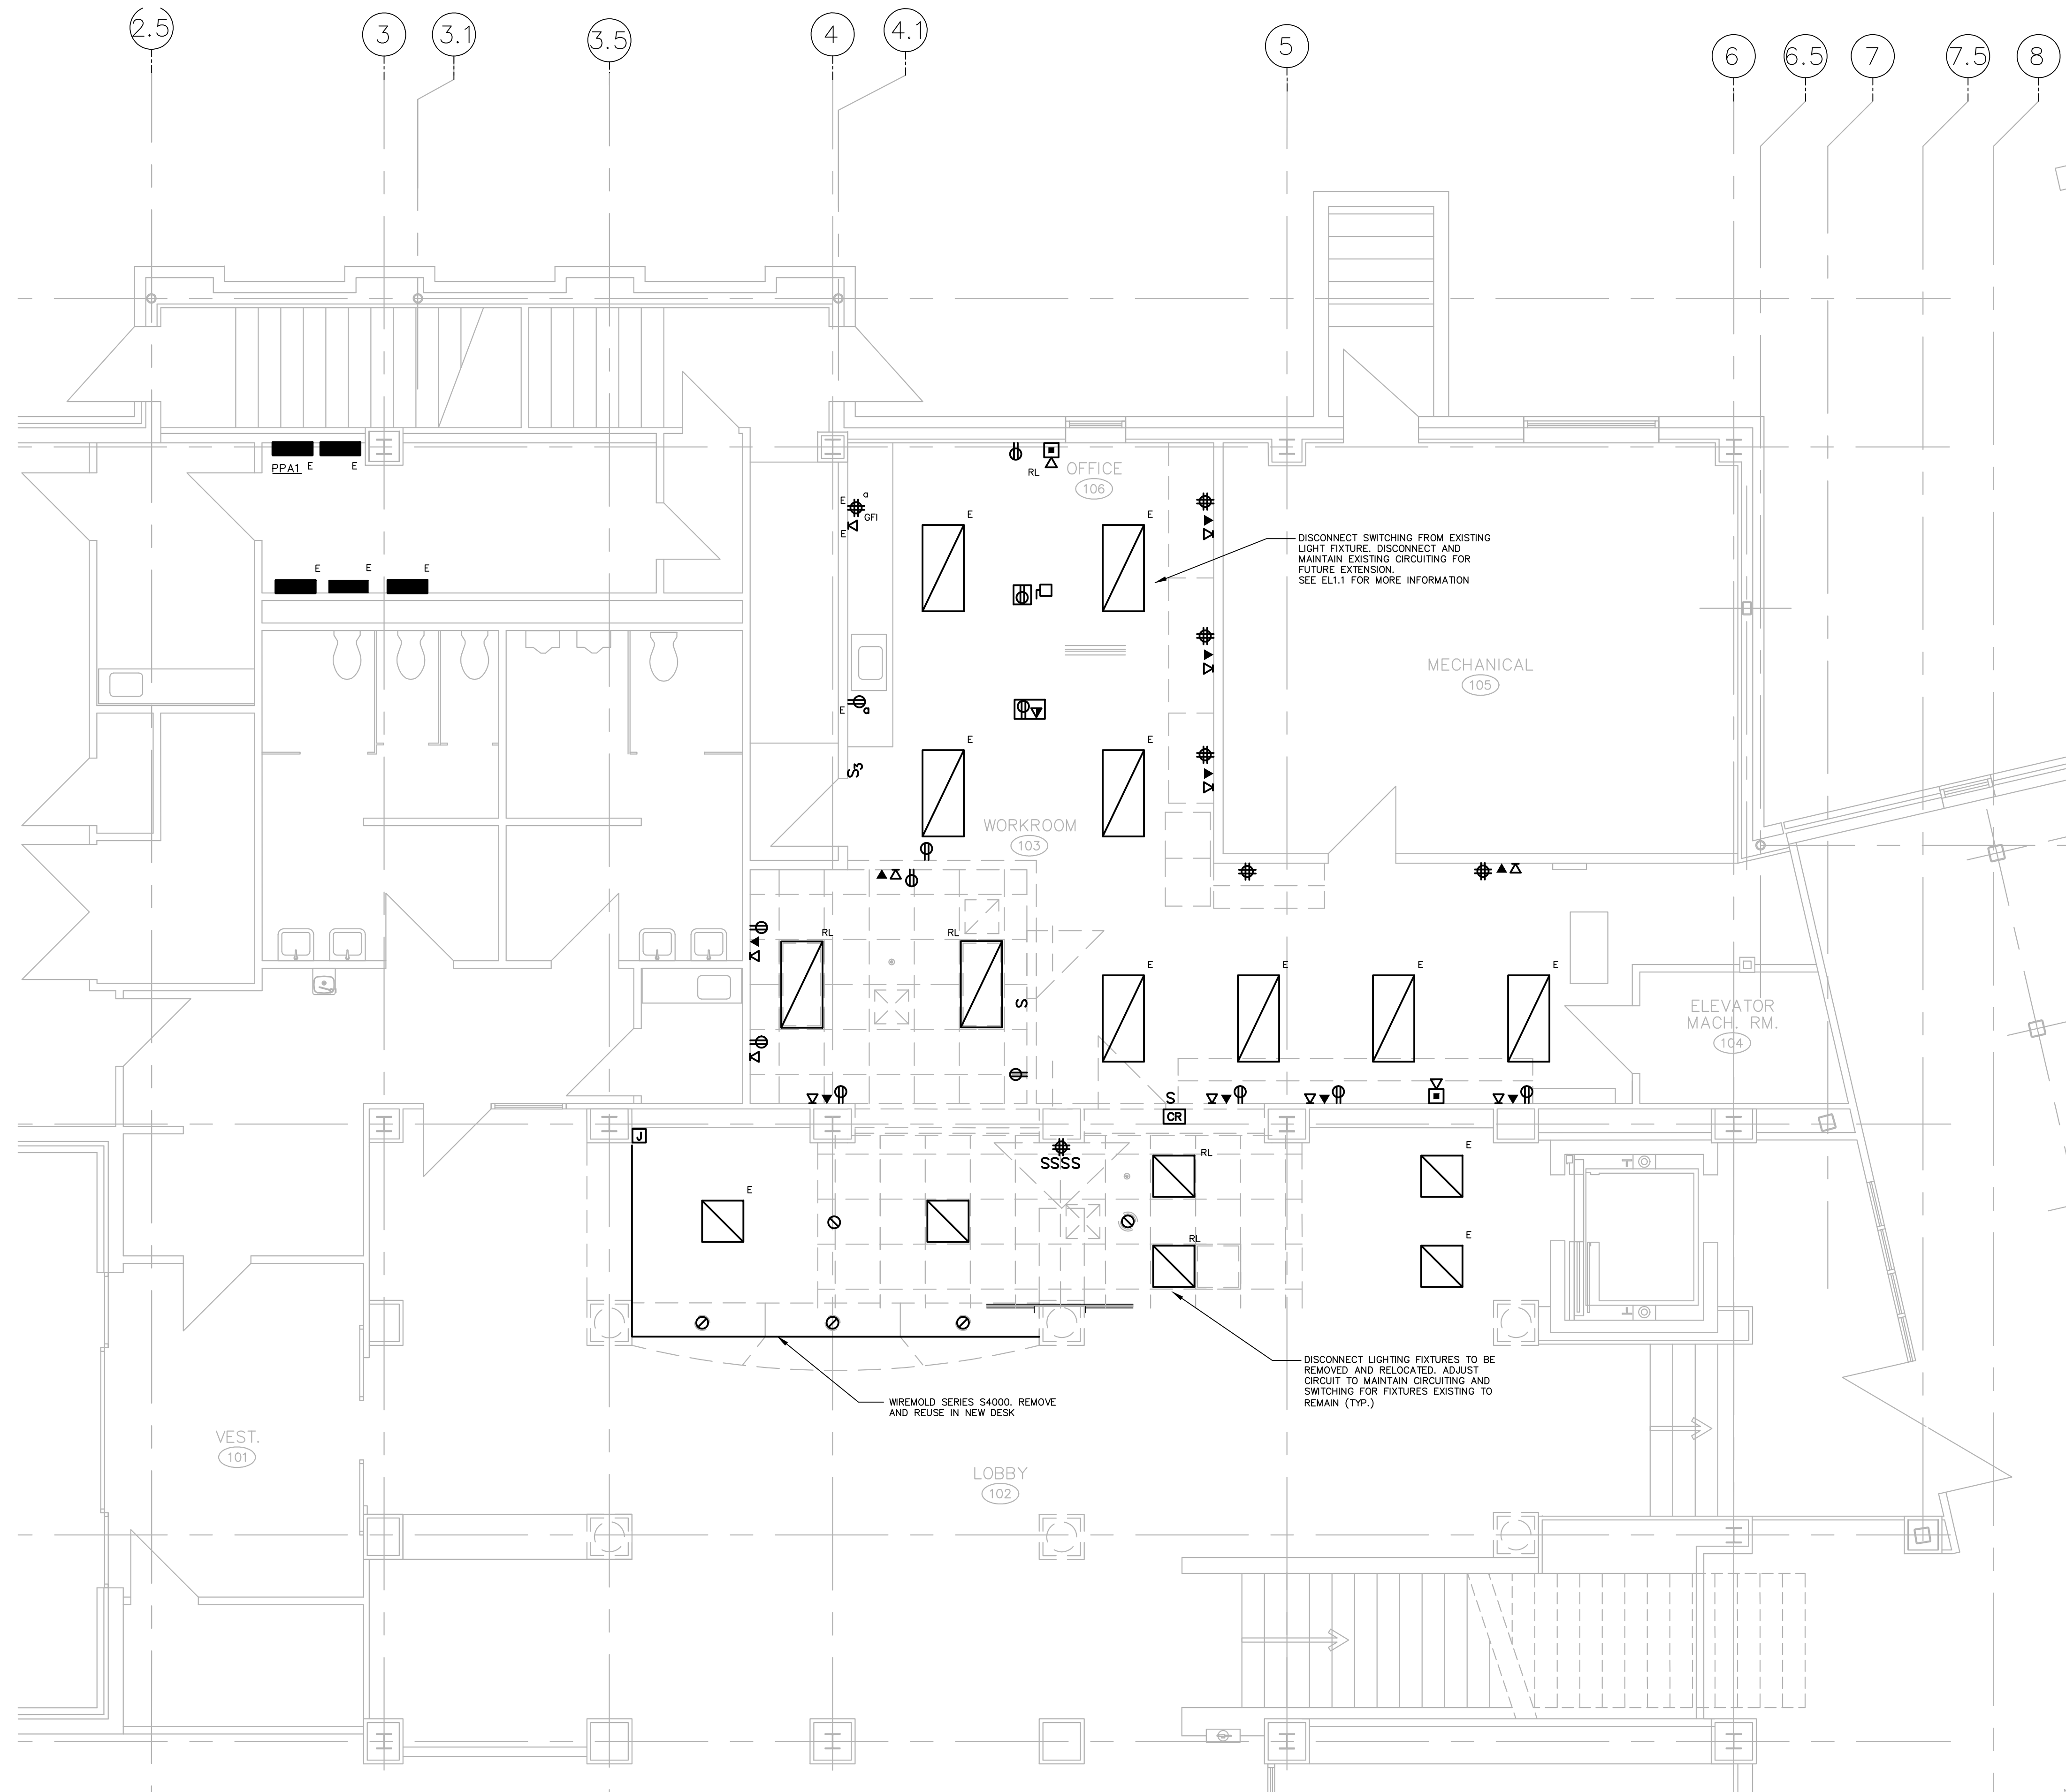 2.5
3
3.1
3.5
4
4.1
5
6
6.5
7
7.5
8
PPA1
E
E
E
E
E
E
a
GFI
E
RL
OFFICE
106
E
E
DISCONNECT SWITCHING FROM EXISTING
LIGHT FIXTURE. DISCONNECT AND
MAINTAIN EXISTING CIRCUITING FOR
FUTURE EXTENSION.
SEE EL1.1 FOR MORE INFORMATION
MECHANICAL
105
E
a
E
E
S3
WORKROOM
103
RL
RL
S
E
E
E
E
ELEVATOR
MACH. RM.
104
S
CR
J
SSSS
E
RL
RL
E
E
DISCONNECT LIGHTING FIXTURES TO BE
REMOVED AND RELOCATED. ADJUST
CIRCUIT TO MAINTAIN CIRCUITING AND
SWITCHING FOR FIXTURES EXISTING TO
REMAIN (TYP.)
WIREMOLD SERIES S4000. REMOVE
AND REUSE IN NEW DESK
VEST.
101
LOBBY
102